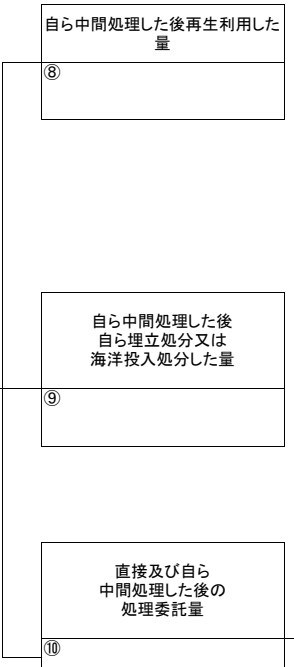 自ら中間処理した後再生利用した
量
⑧
自ら中間処理した後
自ら埋立処分又は
海洋投入処分した量
⑨
直接及び自ら
中間処理した後の
処理委託量
⑩